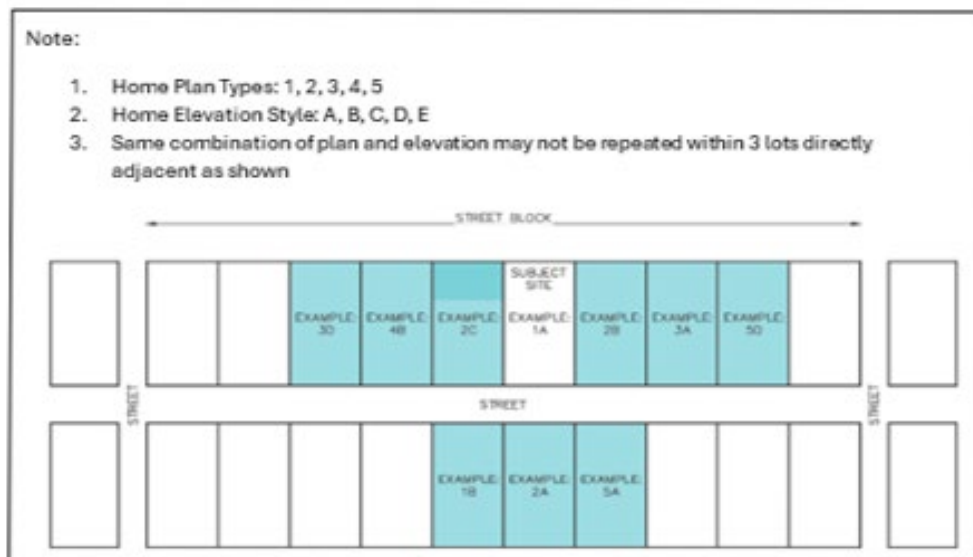 Note:
1. Home Plan Types: 1, 2, 3, 4, 5
2. Home Elevation Style: A, B, C, D, E
3. Same combination of plan and elevation may not be repeated within 3 lots directly
adjacent as shown
STREET BLOCK
SUBJECT
SITE
EXAMPLE: EXAMPLE: EXAMPLE: EXAMPLE: EXAMPLE: EXAMPLE: EXAMPLE:
3D 4B 2C 1A 2B 3A 5D
STREET STREET STREET
EXAMPLE: EXAMPLE: EXAMPLE:
1B 2A 5A